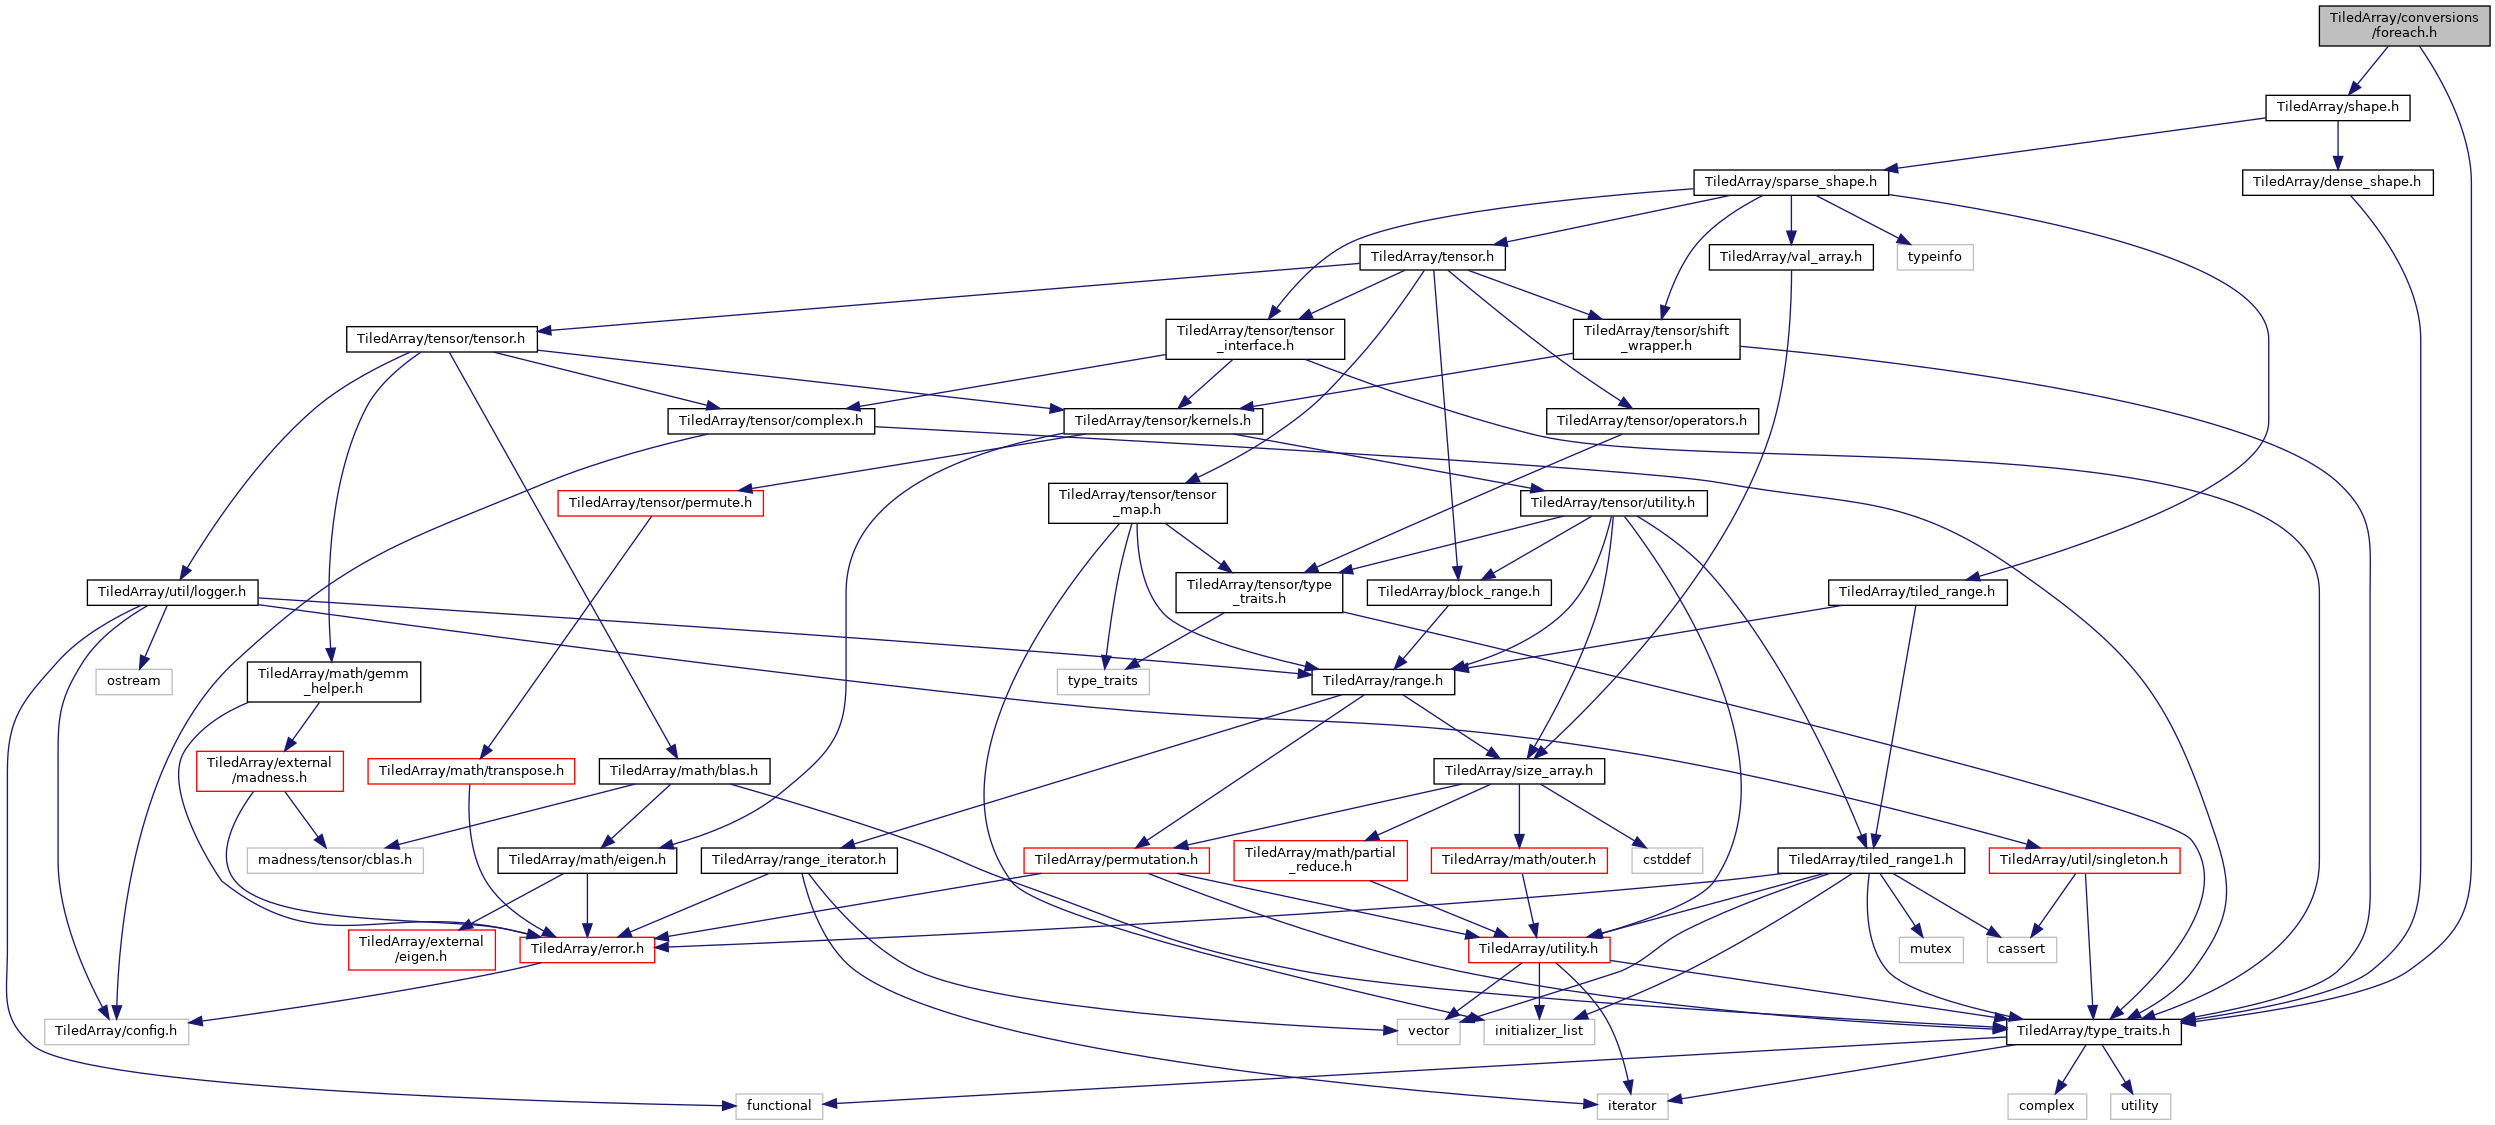 TiledArray/conversions
/foreach.h
TiledArray/shape.h
TiledArray/sparse_shape.h
TiledArray/dense_shape.h
TiledArray/tensor.h
TiledArray/val_array.h
typeinfo
TiledArray/tensor/tensor.h
TiledArray/tensor/tensor
_interface.h
TiledArray/tensor/shift
_wrapper.h
TiledArray/tensor/complex.h
TiledArray/tensor/kernels.h
TiledArray/tensor/operators.h
TiledArray/tensor/permute.h
TiledArray/tensor/tensor
_map.h
TiledArray/tensor/utility.h
TiledArray/util/logger.h
TiledArray/tensor/type
_traits.h
TiledArray/block_range.h
TiledArray/tiled_range.h
ostream
TiledArray/math/gemm
_helper.h
type_traits
TiledArray/range.h
TiledArray/external
/madness.h
TiledArray/math/transpose.h
TiledArray/math/blas.h
TiledArray/size_array.h
madness/tensor/cblas.h
TiledArray/math/eigen.h
TiledArray/range_iterator.h
TiledArray/permutation.h
TiledArray/math/partial
_reduce.h
TiledArray/math/outer.h
cstddef
TiledArray/tiled_range1.h
TiledArray/util/singleton.h
TiledArray/external
/eigen.h
TiledArray/error.h
TiledArray/utility.h
mutex
cassert
TiledArray/config.h
vector
initializer_list
TiledArray/type_traits.h
functional
iterator
complex
utility